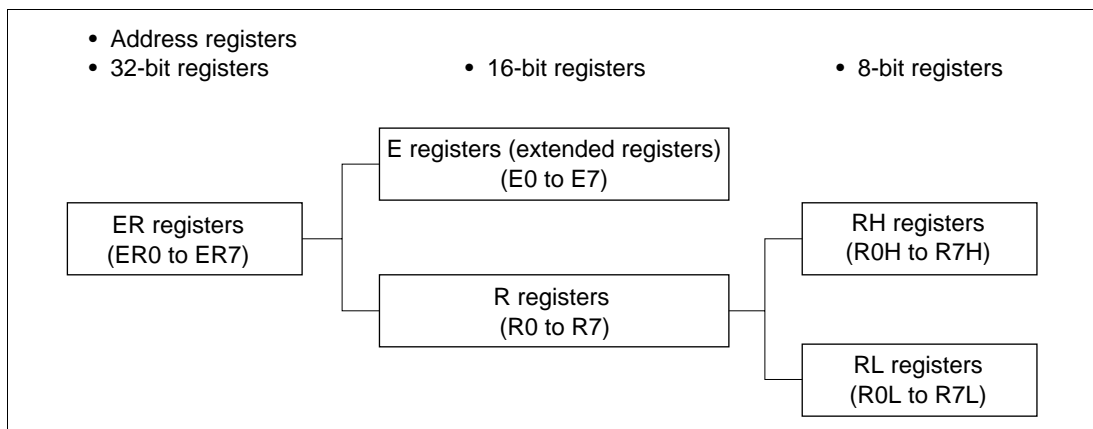 • Address registers
• 32-bit registers
• 16-bit registers
• 8-bit registers
E registers (extended registers)
(E0 to E7)
ER registers
(ER0 to ER7)
RH registers
(R0H to R7H)
R registers
(R0 to R7)
RL registers
(R0L to R7L)